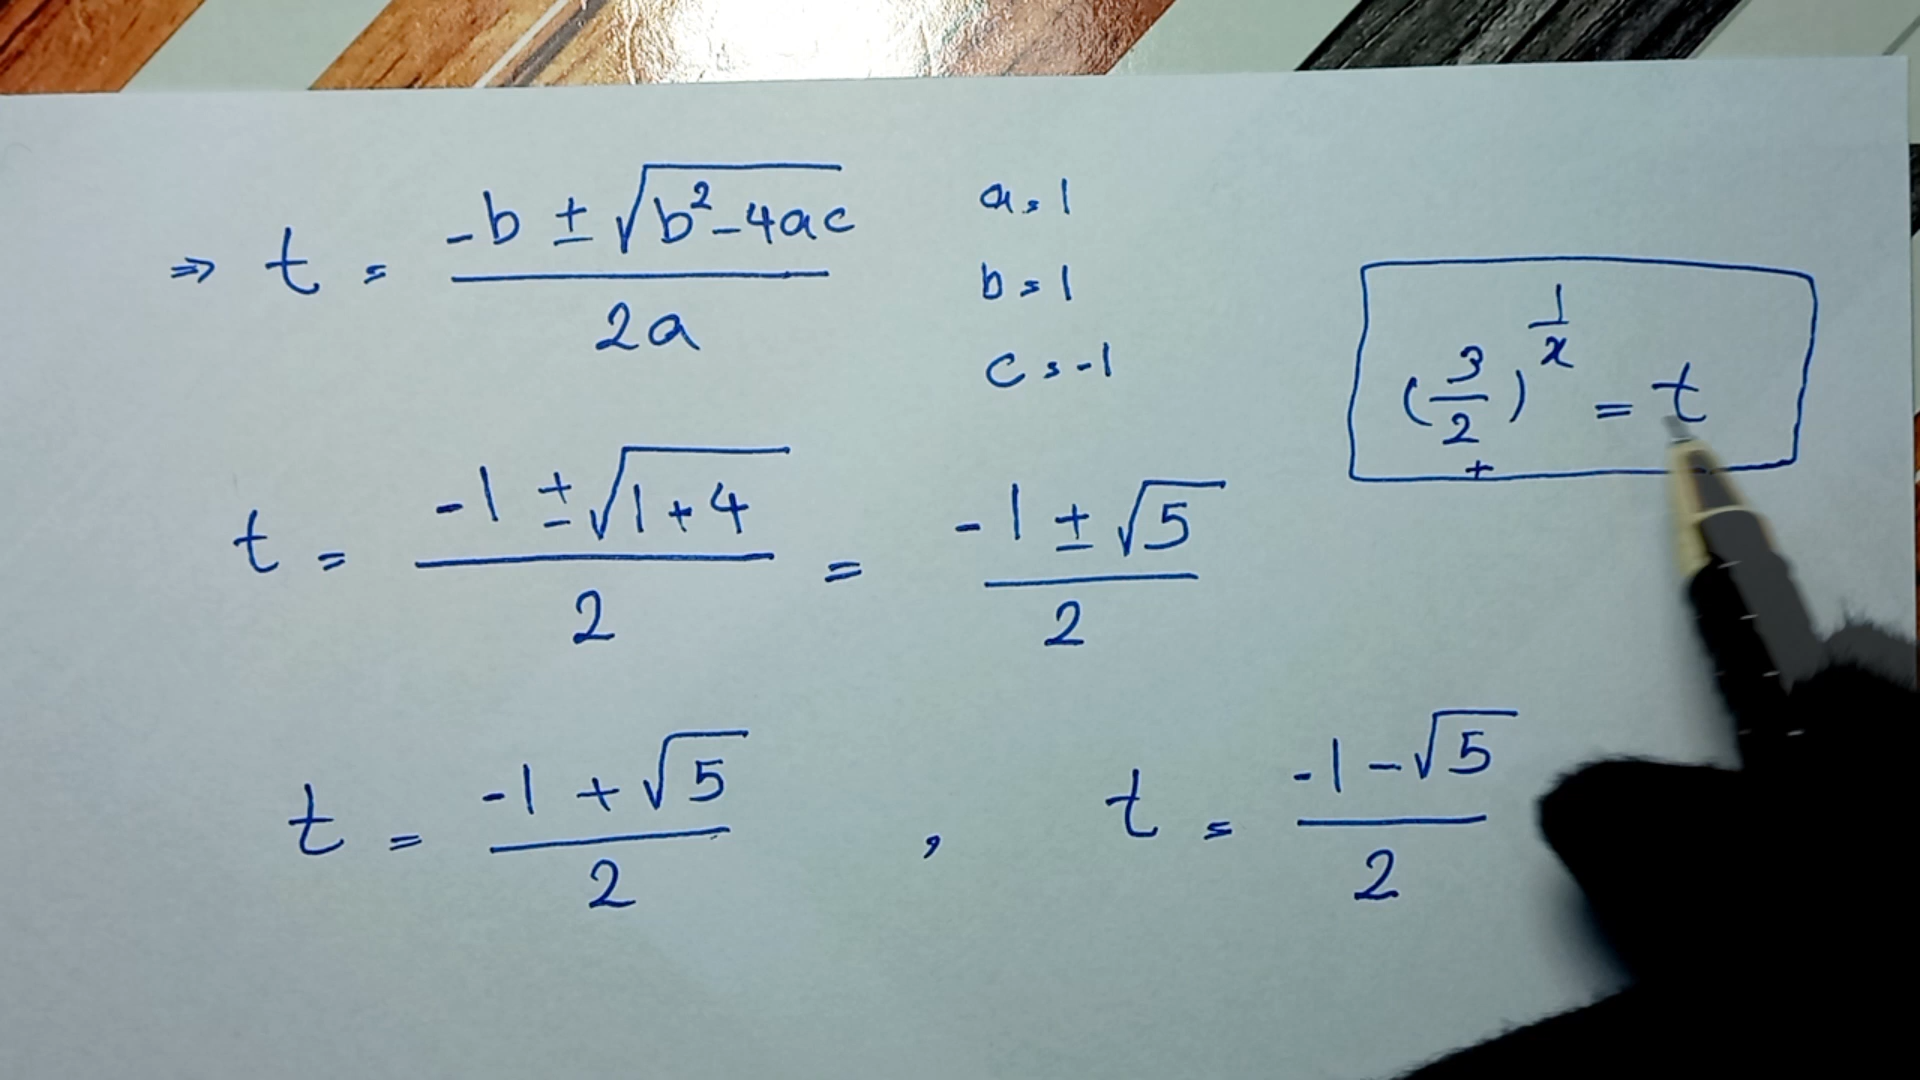 ⇒ t = (-b ± √(b² - 4ac)) / 2a
a = 1
b = 1
c = -1
(3/2)^(1/x) = t
+
t = (-1 ± √(1+4)) / 2 = (-1 ± √5) / 2
t = (-1 + √5) / 2 , t = (-1 - √5) / 2